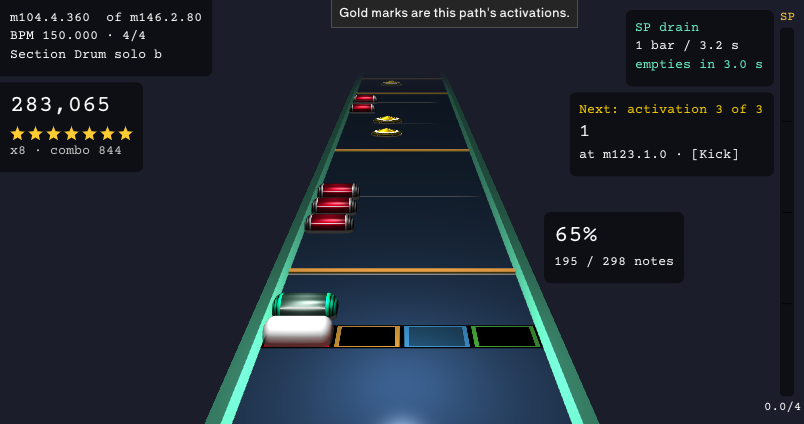 m104.4.360  of m146.2.80
BPM 150.000 · 4/4
Section Drum solo b
Gold marks are this path's activations.
SP drain
1 bar / 3.2 s
empties in 3.0 s
SP
283,065
x8 · combo 844
Next: activation 3 of 3
1
at m123.1.0 · [Kick]
65%
195 / 298 notes
0.0/4